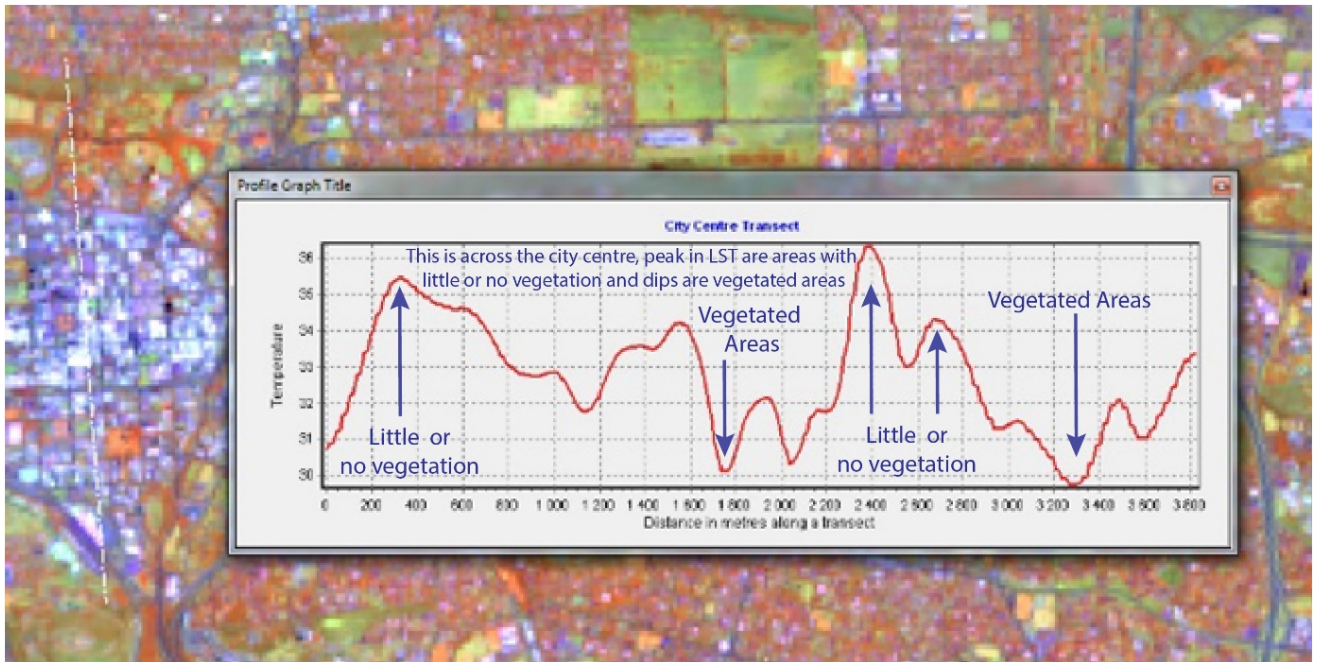 Profile Graph Title
City Centre Transect
This is across the city centre, peak in LST are areas with
little or no vegetation and dips are vegetated areas
Vegetated
Areas
Vegetated Areas
Little or
no vegetation
Little or
no vegetation
Temperature
36
35
34
33
32
31
30
0 200 400 600 800 1 000 1 200 1 400 1 600 1 800 2 000 2 200 2 400 2 600 2 800 3 000 3 200 3 400 3 600 3 800
Distance in metres along a transect